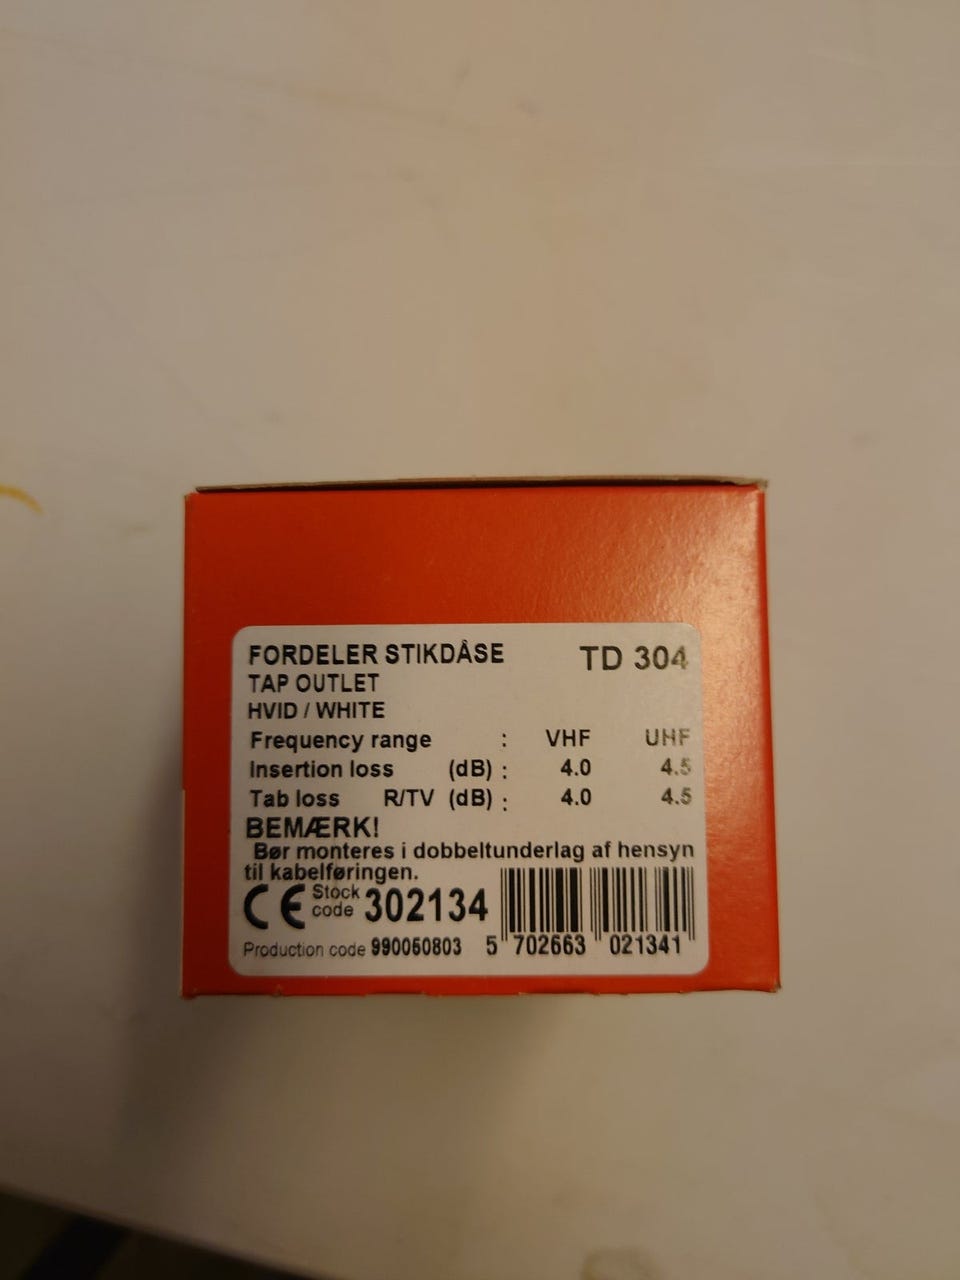 FORDELER STIKDÅSE TD 304
TAP OUTLET
HVID / WHITE
Frequency range : VHF UHF
Insertion loss (dB) : 4.0 4.5
Tab loss R/TV (dB) : 4.0 4.5
BEMÆRK!
Bør monteres i dobbeltunderlag af hensyn
til kabelføringen.
CE Stock code 302134
Production code 990060803 5 702663 021341